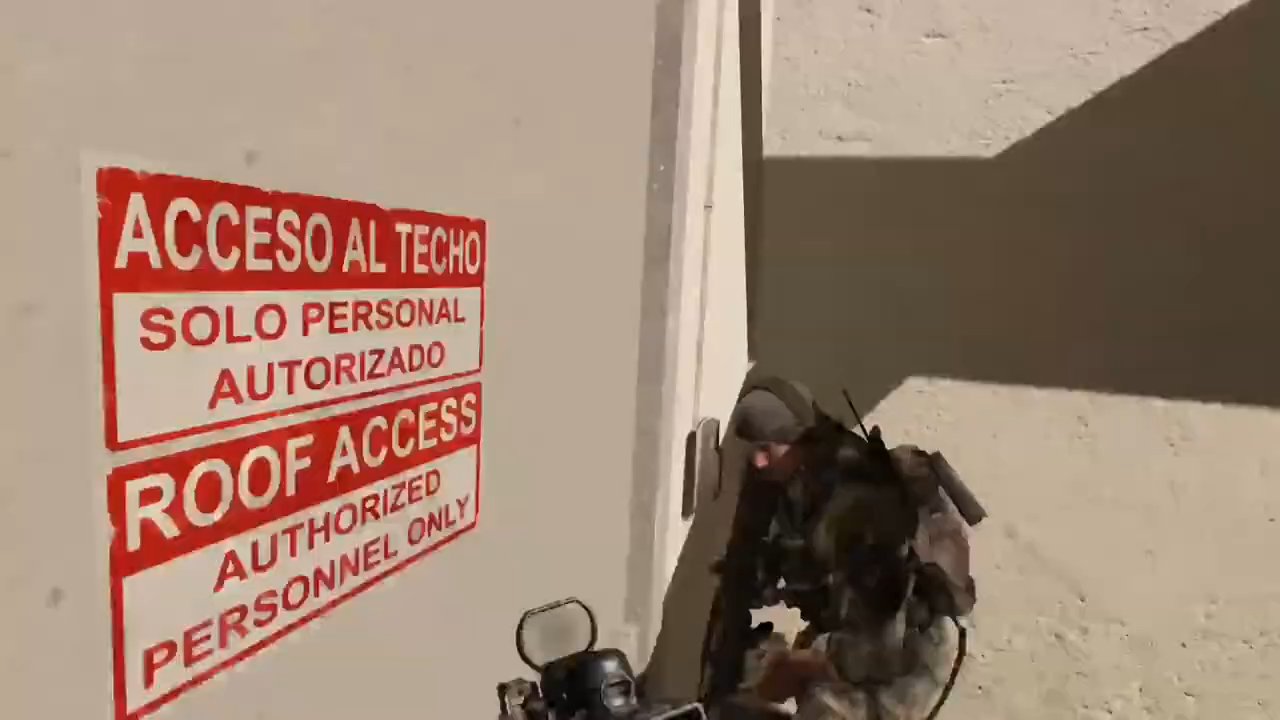 ACCESO AL TECHO
SOLO PERSONAL
AUTORIZADO
ROOF ACCESS
AUTHORIZED
PERSONNEL ONLY